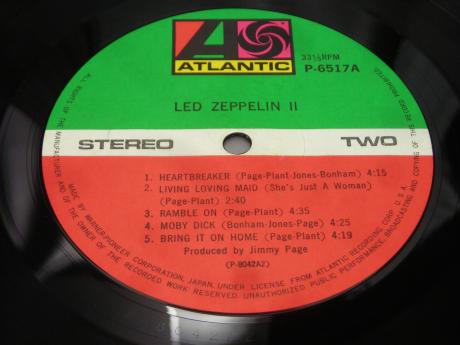 ATLANTIC
33⅓RPM
P-6517A
LED ZEPPELIN II
STEREO
TWO
1. HEARTBREAKER (Page-Plant-Jones-Bonham) 4:15
2. LIVING LOVING MAID (She's Just A Woman)
(Page-Plant) 2:40
3. RAMBLE ON (Page-Plant) 4:35
4. MOBY DICK (Bonham-Jones-Page) 4:25
5. BRING IT ON HOME (Page-Plant) 4:19
Produced by Jimmy Page
(P-8042A2)
ALL RIGHTS OF THE MANUFACTURER AND OF THE OWNER OF THE RECORDED WORK RESERVED. UNAUTHORIZED PUBLIC PERFORMANCE, BROADCASTING AND COPYING OF THIS RECORD PROHIBITED
MADE BY WARNER-PIONEER CORPORATION, JAPAN, UNDER LICENSE FROM ATLANTIC RECORDING CORP. U.S.A.